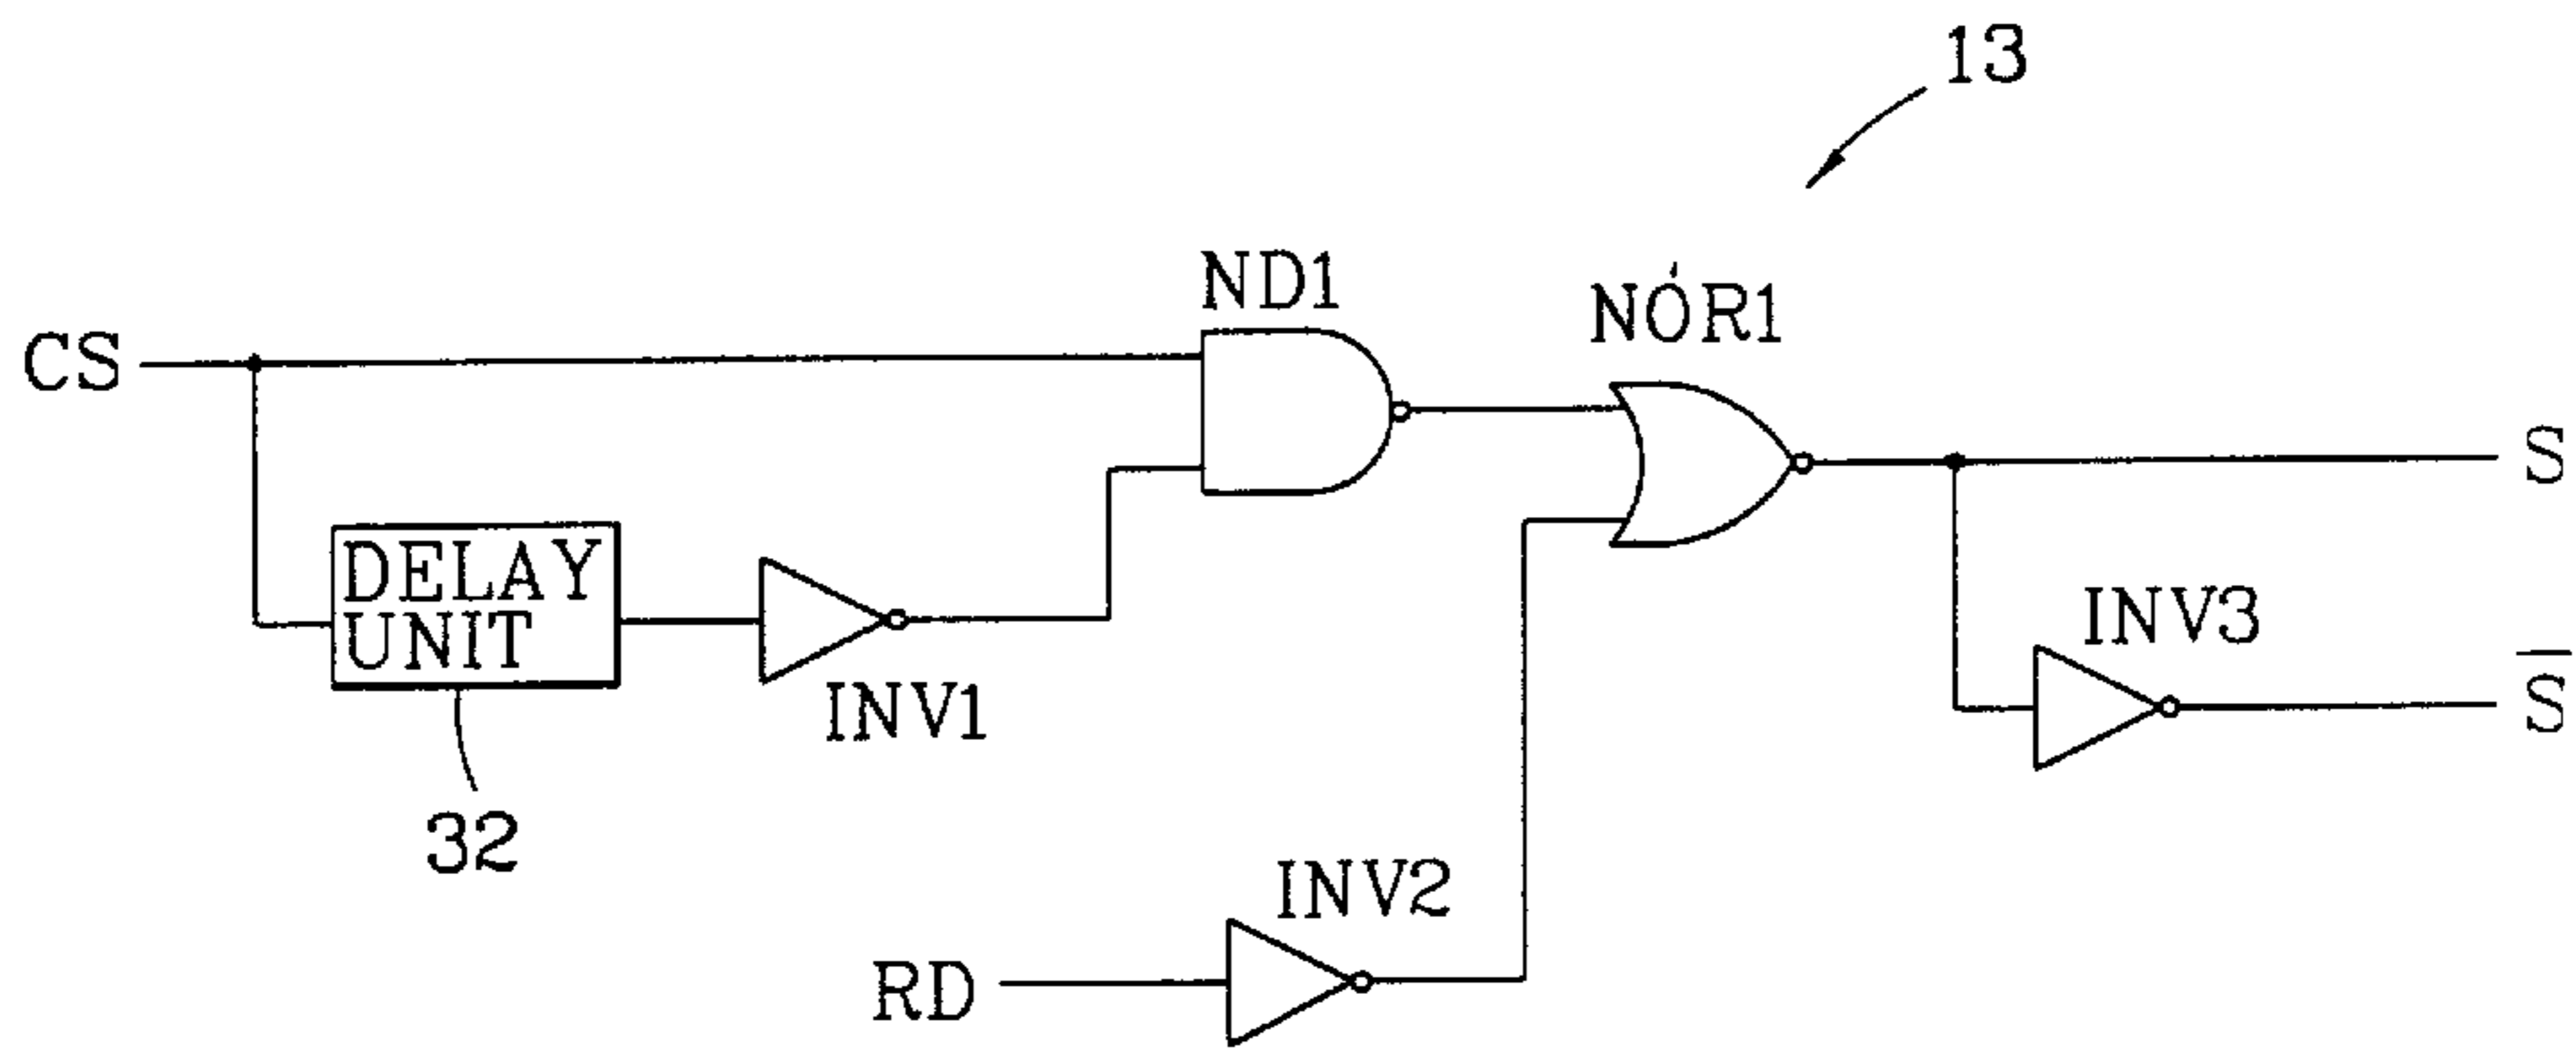 13
ND1
NOR1
CS
S
DELAY
UNIT
INV1
INV3
S̅
32
INV2
RD